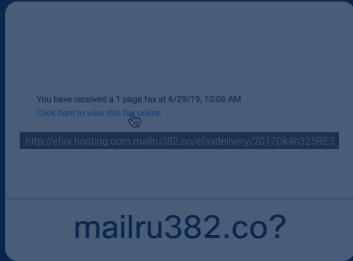 You have received a 1 page fax at 6/29/19, 10:06 AM
Click here to view this fax online
http://efax.hosting.com.mailru382.co/efaxdelivery/2017Dk4h325RE3
mailru382.co?